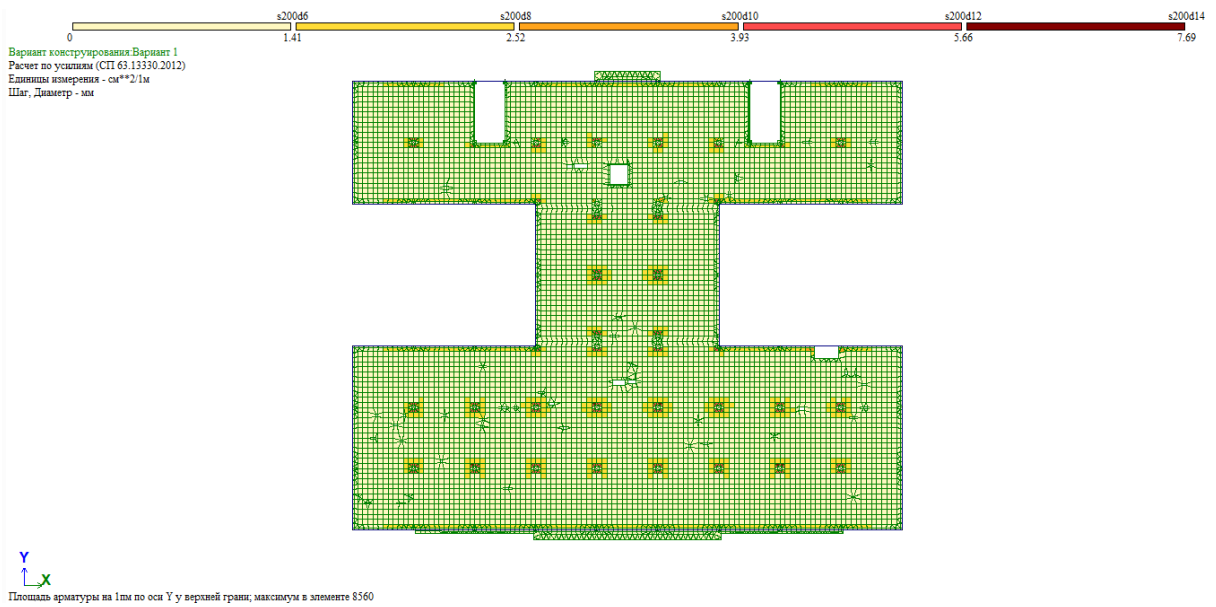 s200d6 s200d8 s200d10 s200d12 s200d14
0 1.41 2.52 3.93 5.66 7.69
Вариант конструирования:Вариант 1
Расчет по усилиям (СП 63.13330.2012)
Единицы измерения - см**2/1м
Шаг, Диаметр - мм
Y
X
Площадь арматуры на 1пм по оси Y у верхней грани; максимум в элементе 8560